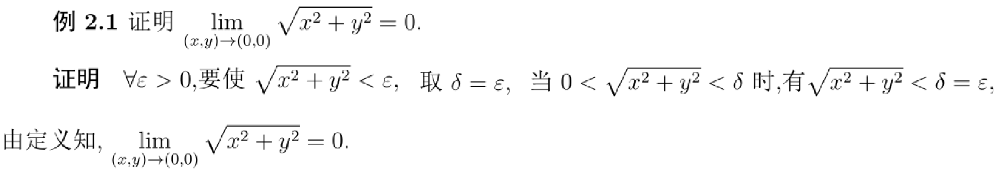 例 2.1 证明 $\lim\limits_{(x,y)\to(0,0)} \sqrt{x^2+y^2} = 0.$
证明 $\forall \varepsilon > 0$,要使 $\sqrt{x^2+y^2} < \varepsilon$, 取 $\delta = \varepsilon$, 当 $0 < \sqrt{x^2+y^2} < \delta$ 时,有$\sqrt{x^2+y^2} < \delta = \varepsilon$,
由定义知, $\lim\limits_{(x,y)\to(0,0)} \sqrt{x^2+y^2} = 0.$